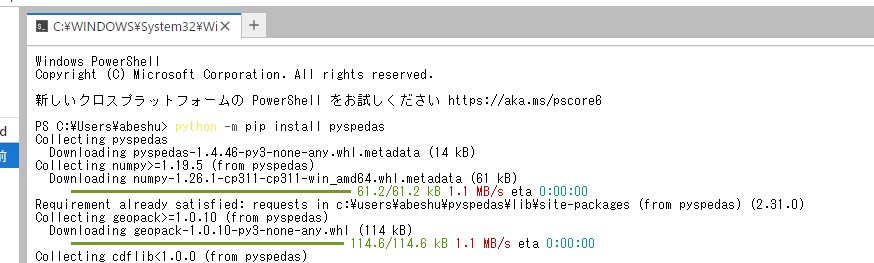 C:¥WINDOWS¥System32¥Wi
Windows PowerShell
Copyright (C) Microsoft Corporation. All rights reserved.
新しいクロスプラットフォームの PowerShell をお試しください https://aka.ms/pscore6
PS C:¥Users¥abeshu> python -m pip install pyspedas
Collecting pyspedas
Downloading pyspedas-1.4.46-py3-none-any.whl.metadata (14 kB)
Collecting numpy>=1.19.5 (from pyspedas)
Downloading numpy-1.26.1-cp311-cp311-win_amd64.whl.metadata (61 kB)
61.2/61.2 kB 1.1 MB/s eta 0:00:00
Requirement already satisfied: requests in c:¥users¥abeshu¥pyspedas¥lib¥site-packages (from pyspedas) (2.31.0)
Collecting geopack>=1.0.10 (from pyspedas)
Downloading geopack-1.0.10-py3-none-any.whl (114 kB)
114.6/114.6 kB 1.1 MB/s eta 0:00:00
Collecting cdflib<1.0.0 (from pyspedas)
d
前